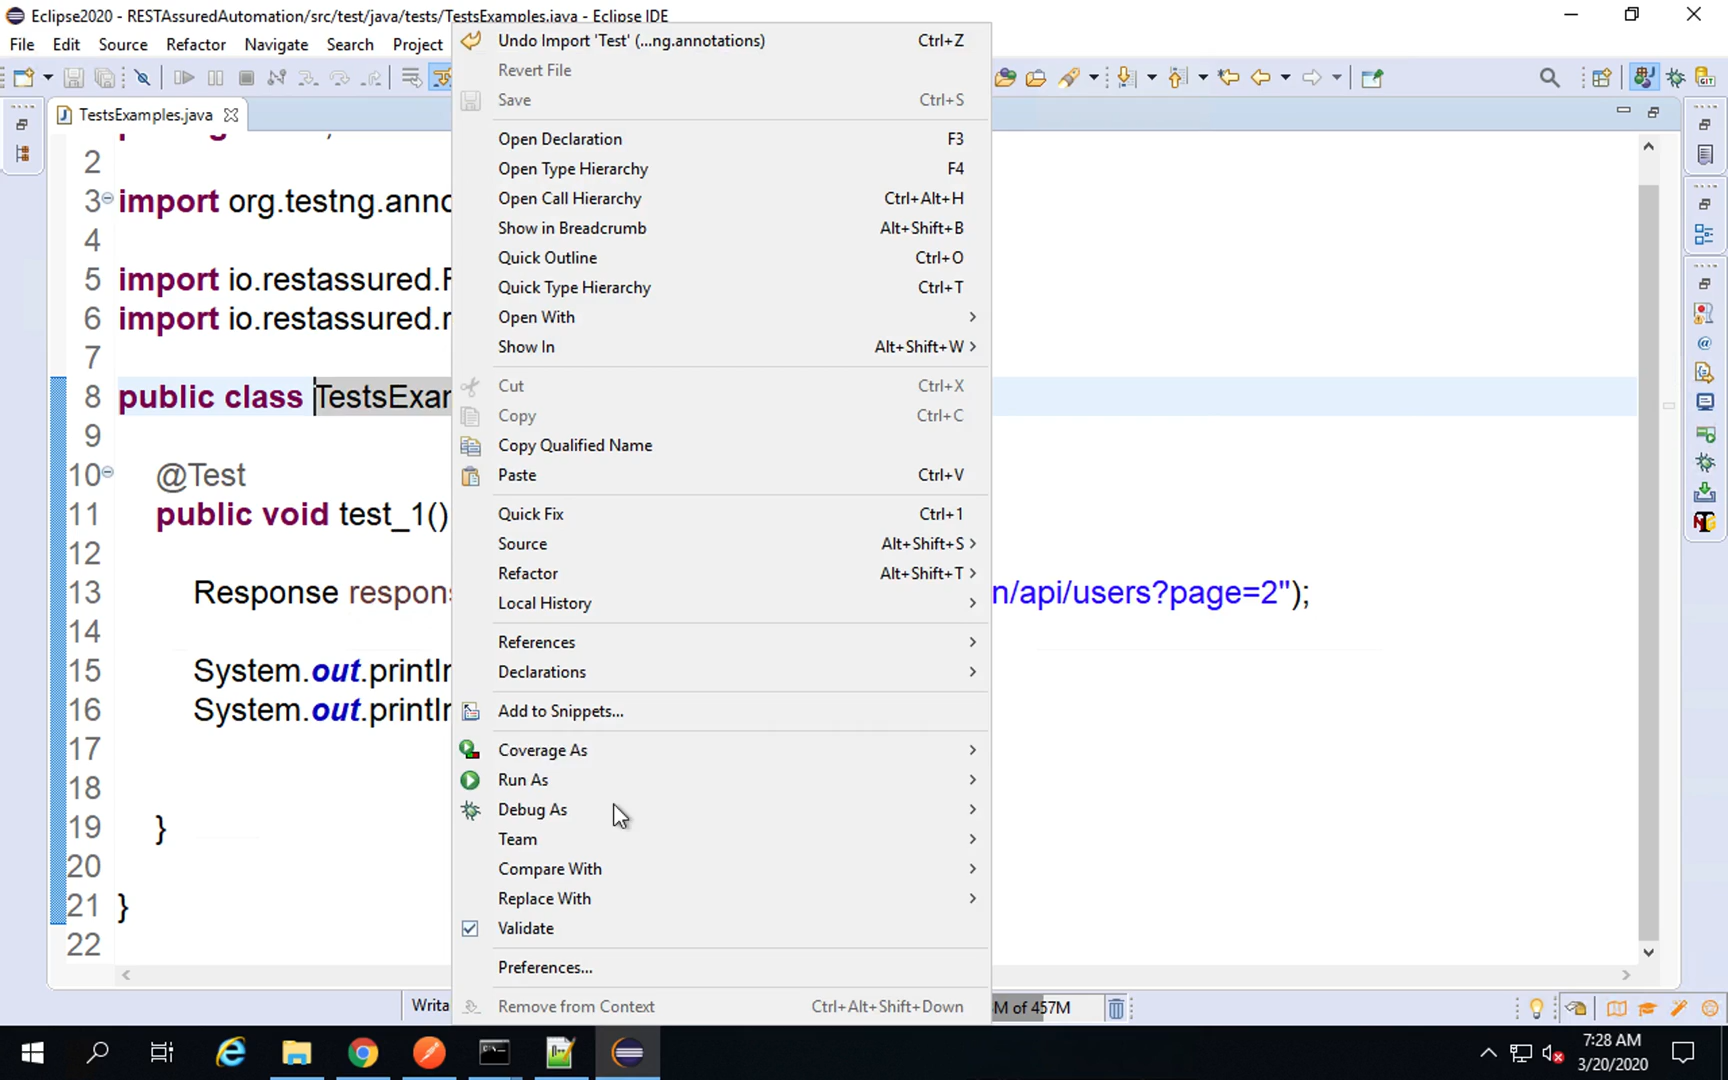 Eclipse2020 - RESTAssuredAutomation/src/test/java/tests/TestsExamples.java - Eclipse IDE
File Edit Source Refactor Navigate Search Project
TestsExamples.java
2
3 import org.testng.anno
4
5 import io.restassured.
6 import io.restassured.r
7
8 public class TestsExam
9
10 @Test
11 public void test_1()
12
13 Response respons n/api/users?page=2");
14
15 System.out.println
16 System.out.println
17
18
19 }
20
21 }
22
Undo Import 'Test' (...ng.annotations) Ctrl+Z
Revert File
Save Ctrl+S
Open Declaration F3
Open Type Hierarchy F4
Open Call Hierarchy Ctrl+Alt+H
Show in Breadcrumb Alt+Shift+B
Quick Outline Ctrl+O
Quick Type Hierarchy Ctrl+T
Open With
Show In Alt+Shift+W
Cut Ctrl+X
Copy Ctrl+C
Copy Qualified Name
Paste Ctrl+V
Quick Fix Ctrl+1
Source Alt+Shift+S
Refactor Alt+Shift+T
Local History
References
Declarations
Add to Snippets...
Coverage As
Run As
Debug As
Team
Compare With
Replace With
Validate
Preferences...
Remove from Context Ctrl+Alt+Shift+Down
Writa M of 457M
7:28 AM
3/20/2020